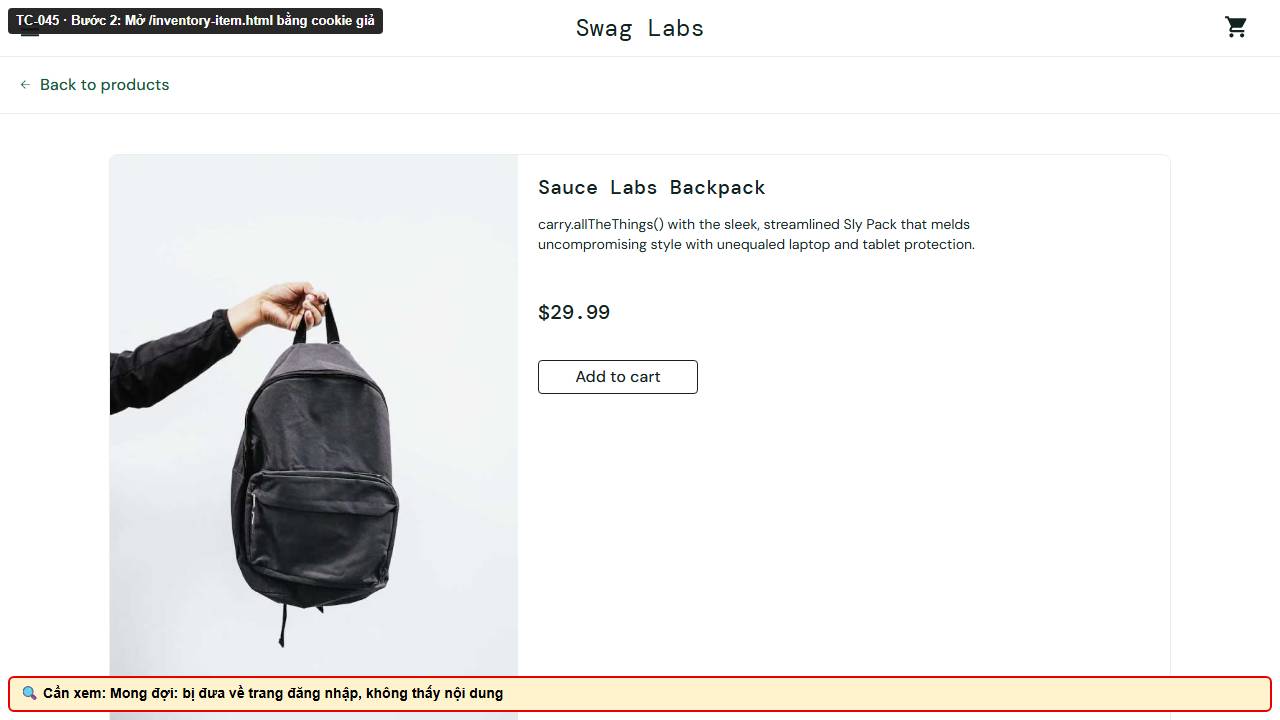 TC-045 · Bước 2: Mở /inventory-item.html bằng cookie giả
Swag Labs
← Back to products
Sauce Labs Backpack
carry.allTheThings() with the sleek, streamlined Sly Pack that melds
uncompromising style with unequaled laptop and tablet protection.
$29.99
Add to cart
🔍 Cần xem: Mong đợi: bị đưa về trang đăng nhập, không thấy nội dung